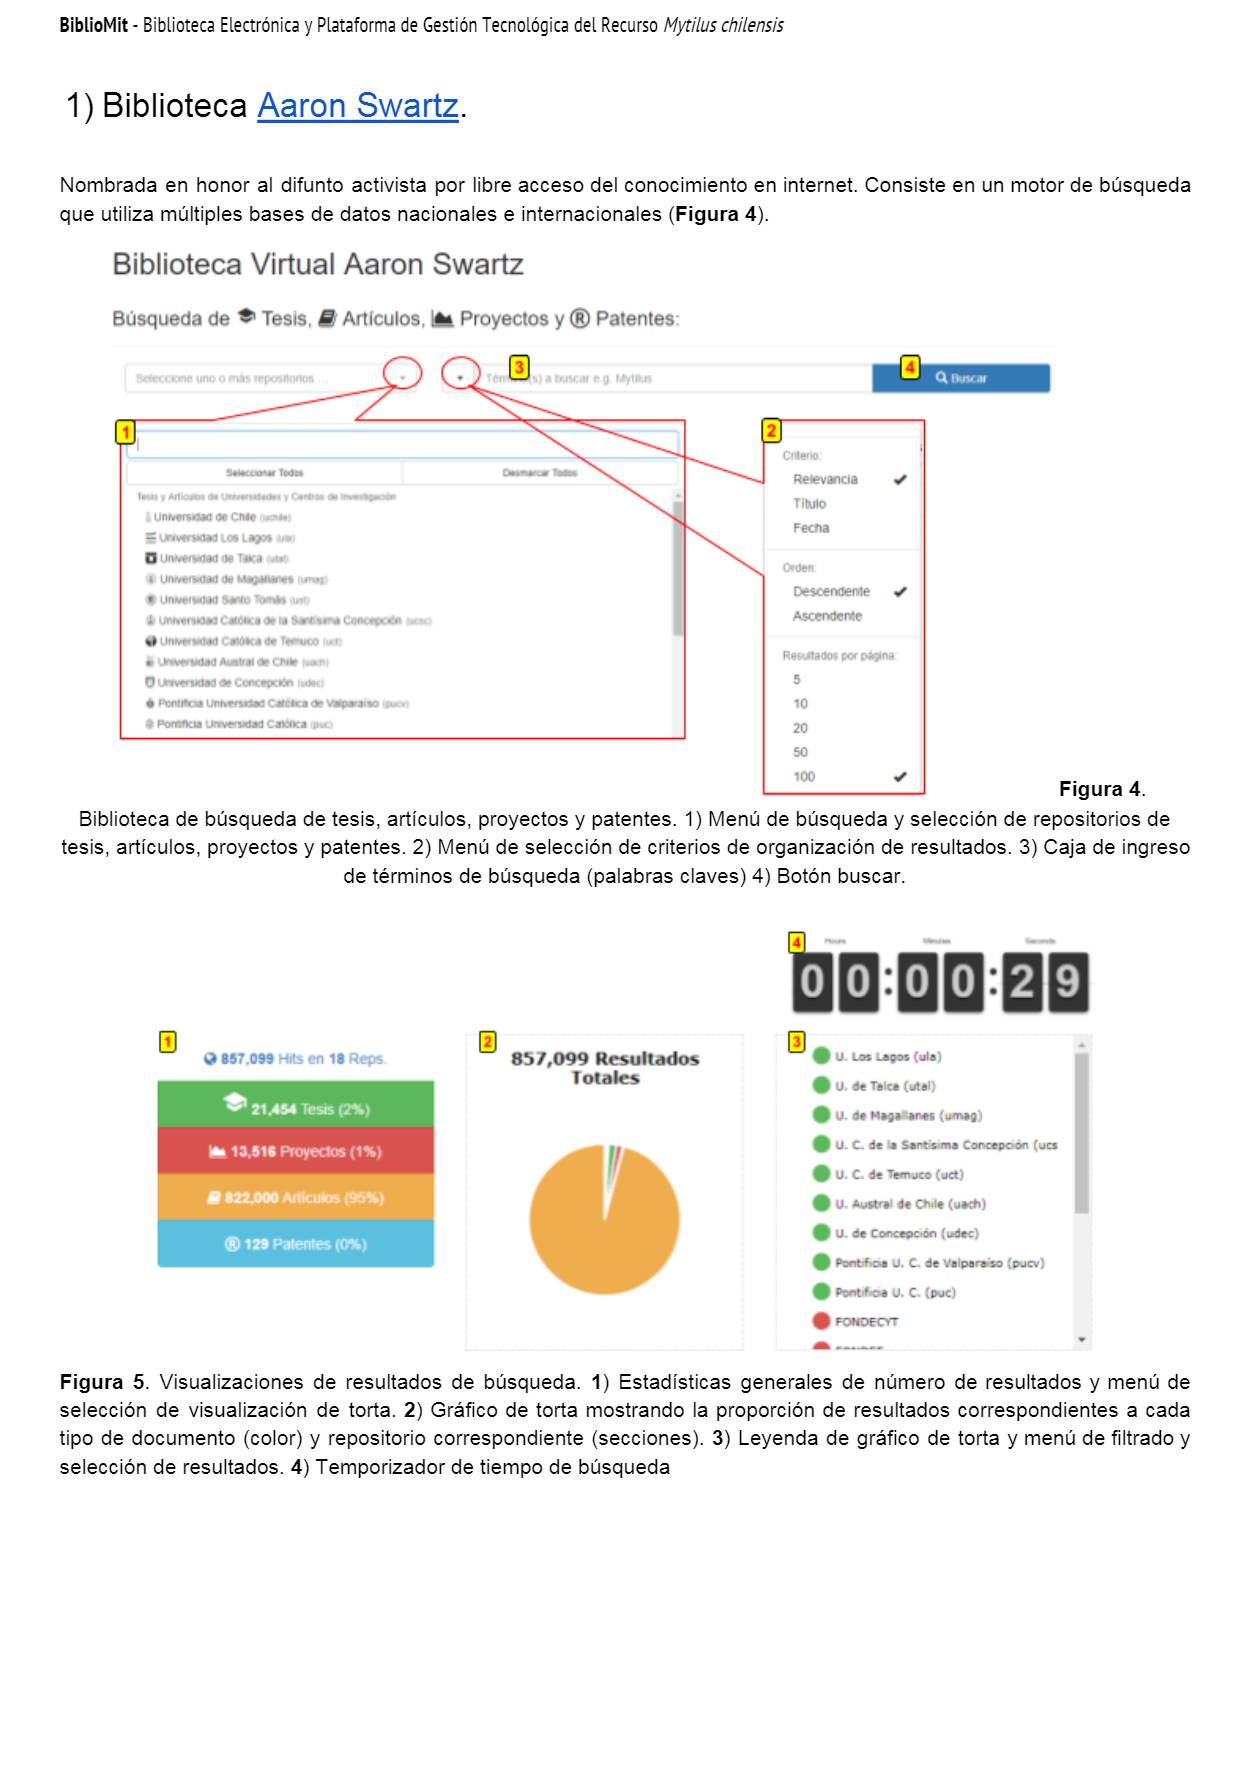 BiblioMit - Biblioteca Electrónica y Plataforma de Gestión Tecnológica del Recurso Mytilus chilensis
1) Biblioteca Aaron Swartz.
Nombrada en honor al difunto activista por libre acceso del conocimiento en internet. Consiste en un motor de búsqueda
que utiliza múltiples bases de datos nacionales e internacionales (Figura 4).
Biblioteca Virtual Aaron Swartz
Búsqueda de Tesis, Artículos, Proyectos y ® Patentes:
Seleccione uno o más repositorios ...
3
Término(s) a buscar e.g. Mytilus
4
Buscar
1
Seleccionar Todos
Desmarcar Todos
Tesis y Artículos de Universidades y Centros de Investigación
Universidad de Chile (uchile)
Universidad Los Lagos (ula)
Universidad de Talca (utal)
Universidad de Magallanes (umag)
Universidad Santo Tomás (ust)
Universidad Católica de la Santísima Concepción (ucsc)
Universidad Católica de Temuco (uct)
Universidad Austral de Chile (uach)
Universidad de Concepción (udec)
Pontificia Universidad Católica de Valparaíso (pucv)
Pontificia Universidad Católica (puc)
2
Criterio:
Relevancia
Título
Fecha
Orden:
Descendente
Ascendente
Resultados por página:
5
10
20
50
100
Figura 4.
Biblioteca de búsqueda de tesis, artículos, proyectos y patentes. 1) Menú de búsqueda y selección de repositorios de
tesis, artículos, proyectos y patentes. 2) Menú de selección de criterios de organización de resultados. 3) Caja de ingreso
de términos de búsqueda (palabras claves) 4) Botón buscar.
4
Hours
Minutes
Seconds
00:00:29
1
857,099 Hits en 18 Reps.
21,454 Tesis (2%)
13,516 Proyectos (1%)
822,000 Artículos (95%)
® 129 Patentes (0%)
2
857,099 Resultados
Totales
3
U. Los Lagos (ula)
U. de Talca (utal)
U. de Magallanes (umag)
U. C. de la Santísima Concepción (ucs
U. C. de Temuco (uct)
U. Austral de Chile (uach)
U. de Concepción (udec)
Pontificia U. C. de Valparaíso (pucv)
Pontificia U. C. (puc)
FONDECYT
Figura 5. Visualizaciones de resultados de búsqueda. 1) Estadísticas generales de número de resultados y menú de
selección de visualización de torta. 2) Gráfico de torta mostrando la proporción de resultados correspondientes a cada
tipo de documento (color) y repositorio correspondiente (secciones). 3) Leyenda de gráfico de torta y menú de filtrado y
selección de resultados. 4) Temporizador de tiempo de búsqueda